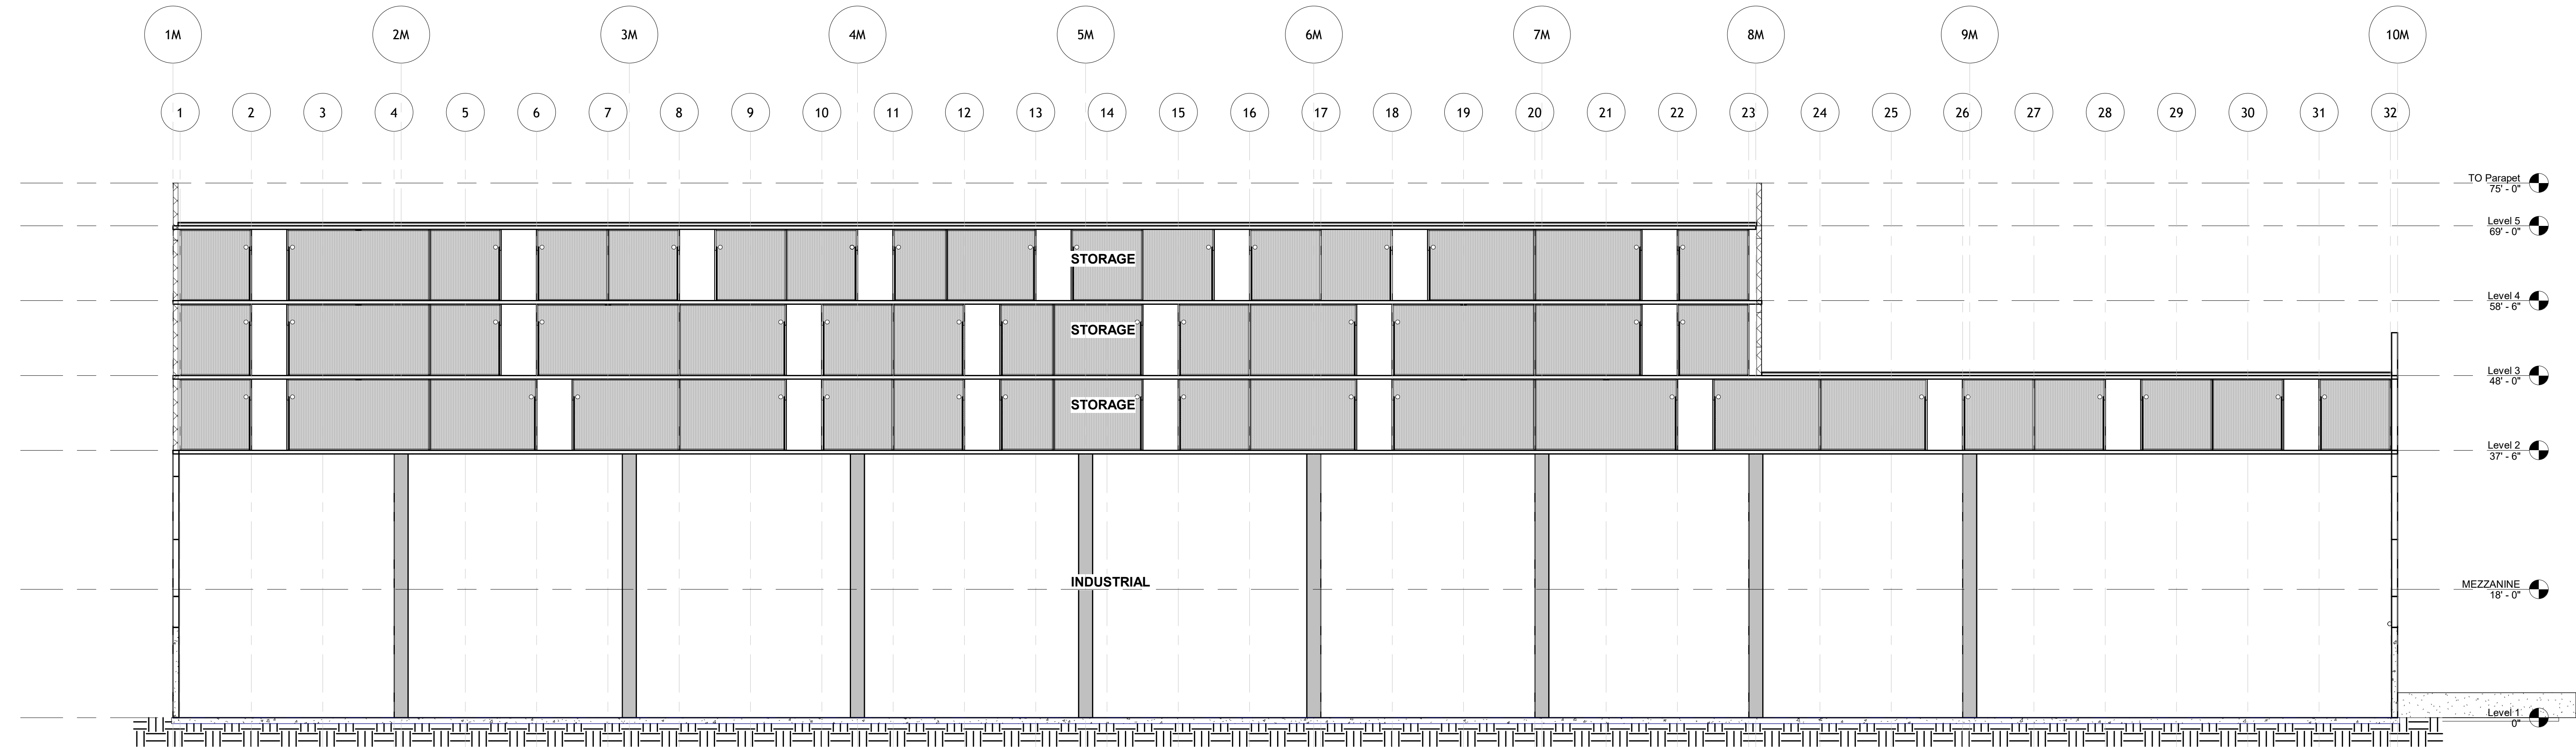 1M 2M 3M 4M 5M 6M 7M 8M 9M 10M
1 2 3 4 5 6 7 8 9 10 11 12 13 14 15 16 17 18 19 20 21 22 23 24 25 26 27 28 29 30 31 32
TO Parapet
75' - 0"
Level 5
69' - 0"
STORAGE
Level 4
58' - 6"
STORAGE
Level 3
48' - 0"
STORAGE
Level 2
37' - 6"
INDUSTRIAL
MEZZANINE
18' - 0"
Level 1
0"